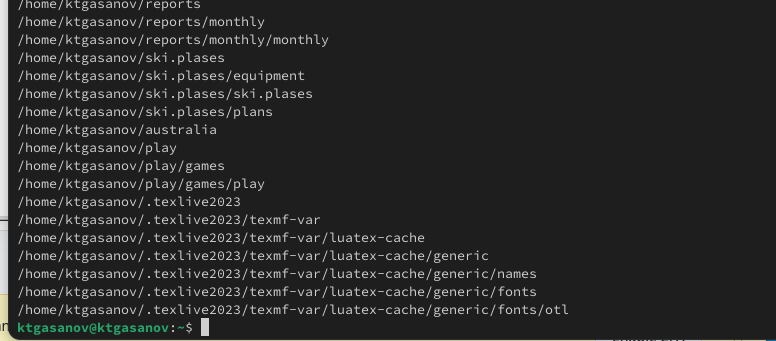 /home/ktgasanov/reports
/home/ktgasanov/reports/monthly
/home/ktgasanov/reports/monthly/monthly
/home/ktgasanov/ski.plases
/home/ktgasanov/ski.plases/equipment
/home/ktgasanov/ski.plases/ski.plases
/home/ktgasanov/ski.plases/plans
/home/ktgasanov/australia
/home/ktgasanov/play
/home/ktgasanov/play/games
/home/ktgasanov/play/games/play
/home/ktgasanov/.texlive2023
/home/ktgasanov/.texlive2023/texmf-var
/home/ktgasanov/.texlive2023/texmf-var/luatex-cache
/home/ktgasanov/.texlive2023/texmf-var/luatex-cache/generic
/home/ktgasanov/.texlive2023/texmf-var/luatex-cache/generic/names
/home/ktgasanov/.texlive2023/texmf-var/luatex-cache/generic/fonts
/home/ktgasanov/.texlive2023/texmf-var/luatex-cache/generic/fonts/otl
ktgasanov@ktgasanov:~$